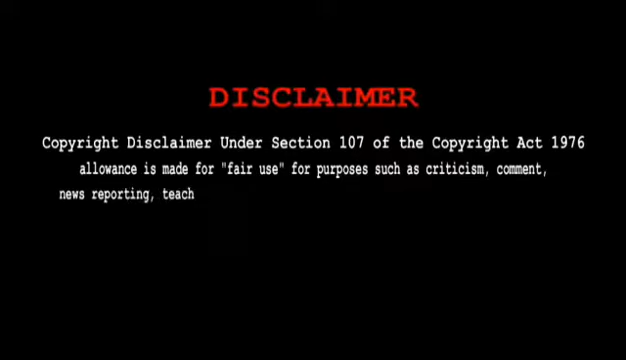 DISCLAIMER
Copyright Disclaimer Under Section 107 of the Copyright Act 1976
allowance is made for "fair use" for purposes such as criticism, comment,
news reporting, teach